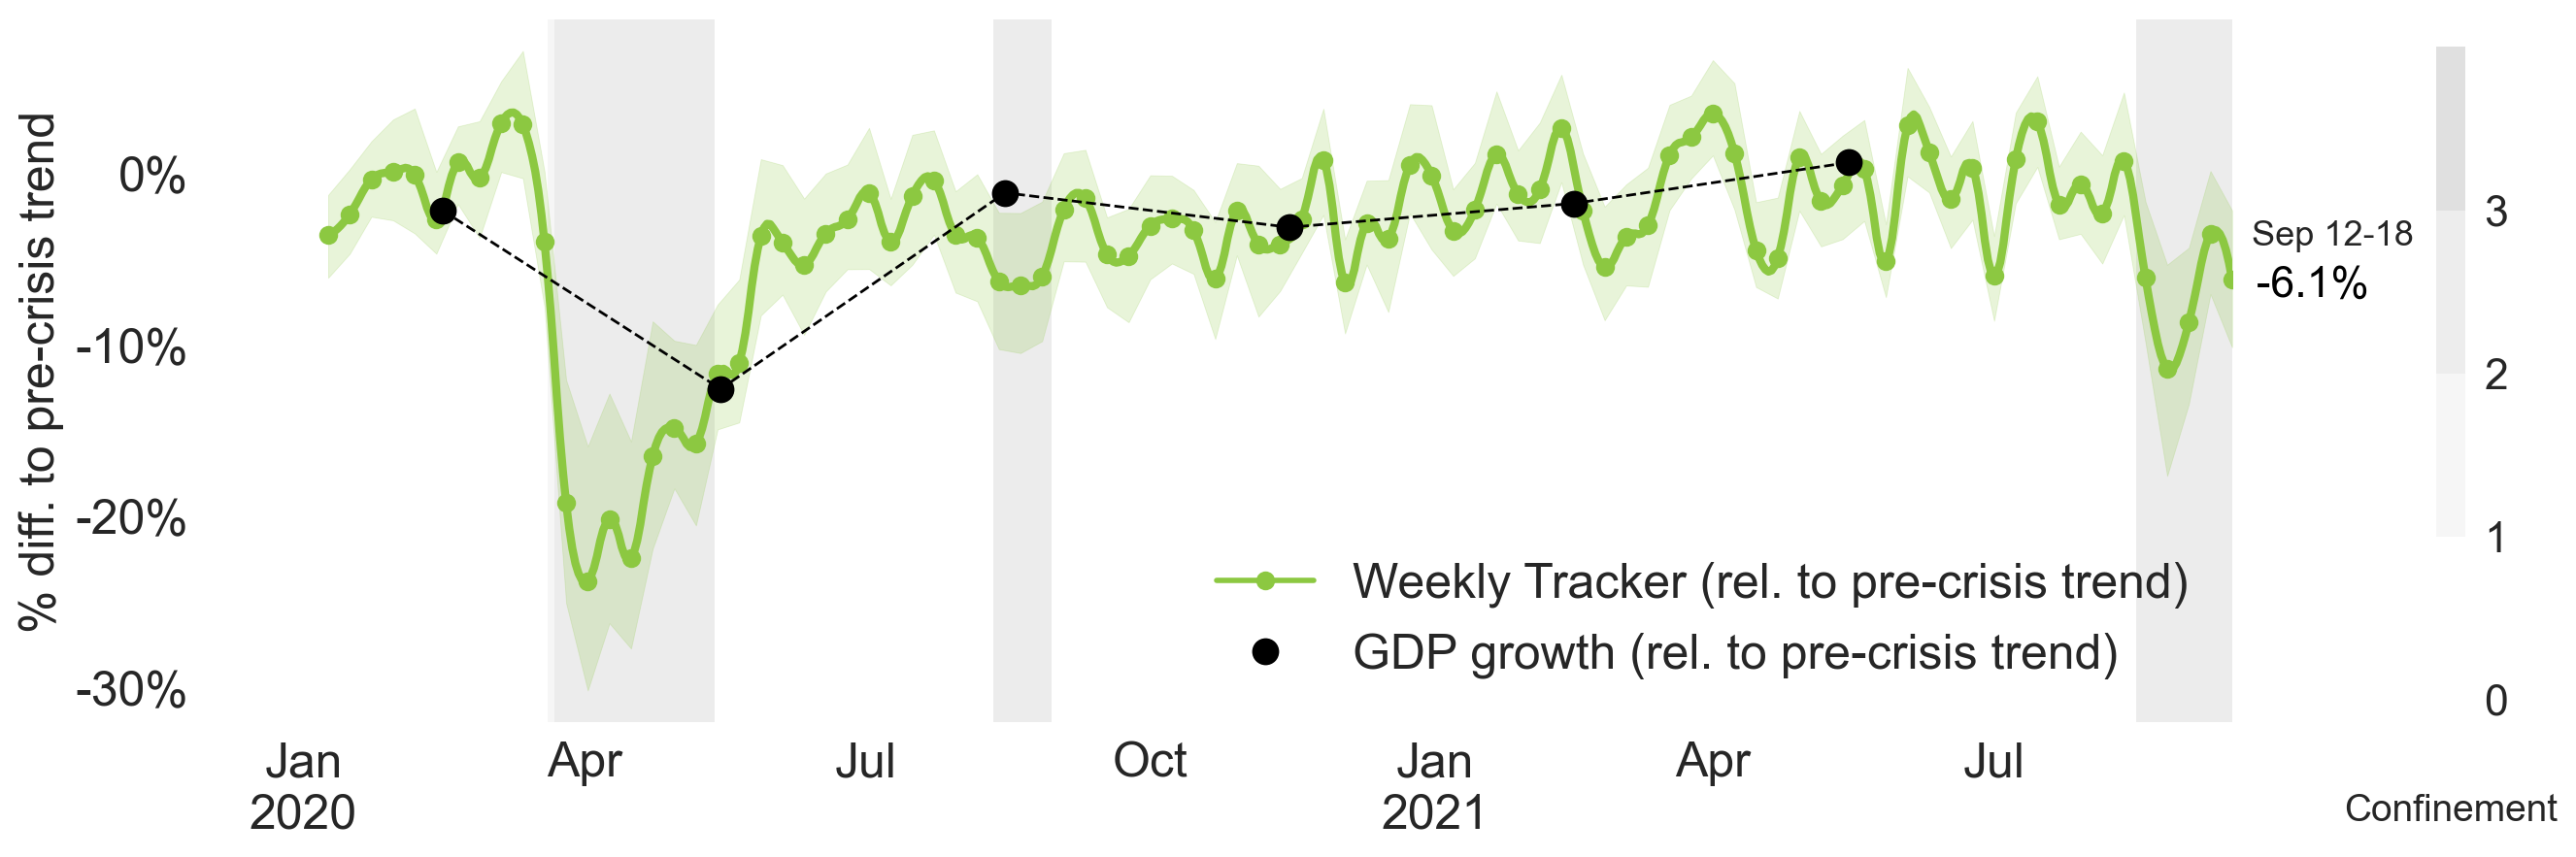 % diff. to pre-crisis trend
0%
-10%
-20%
-30%
Jan
2020
Apr
Jul
Oct
Jan
2021
Apr
Jul
Weekly Tracker (rel. to pre-crisis trend)
GDP growth (rel. to pre-crisis trend)
Sep 12-18
-6.1%
3
2
1
0
Confinement